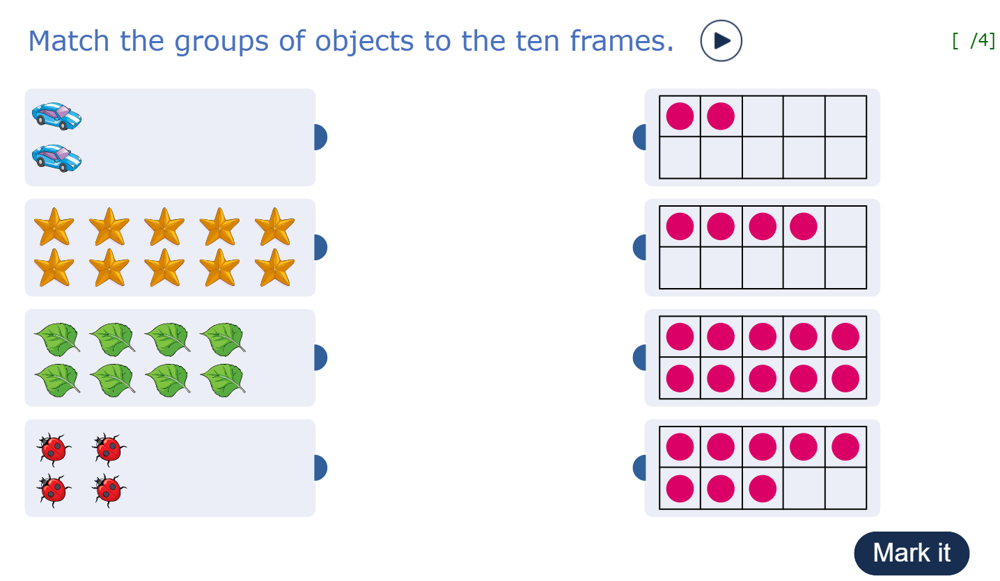 Match the groups of objects to the ten frames.
[  /4]
Mark it